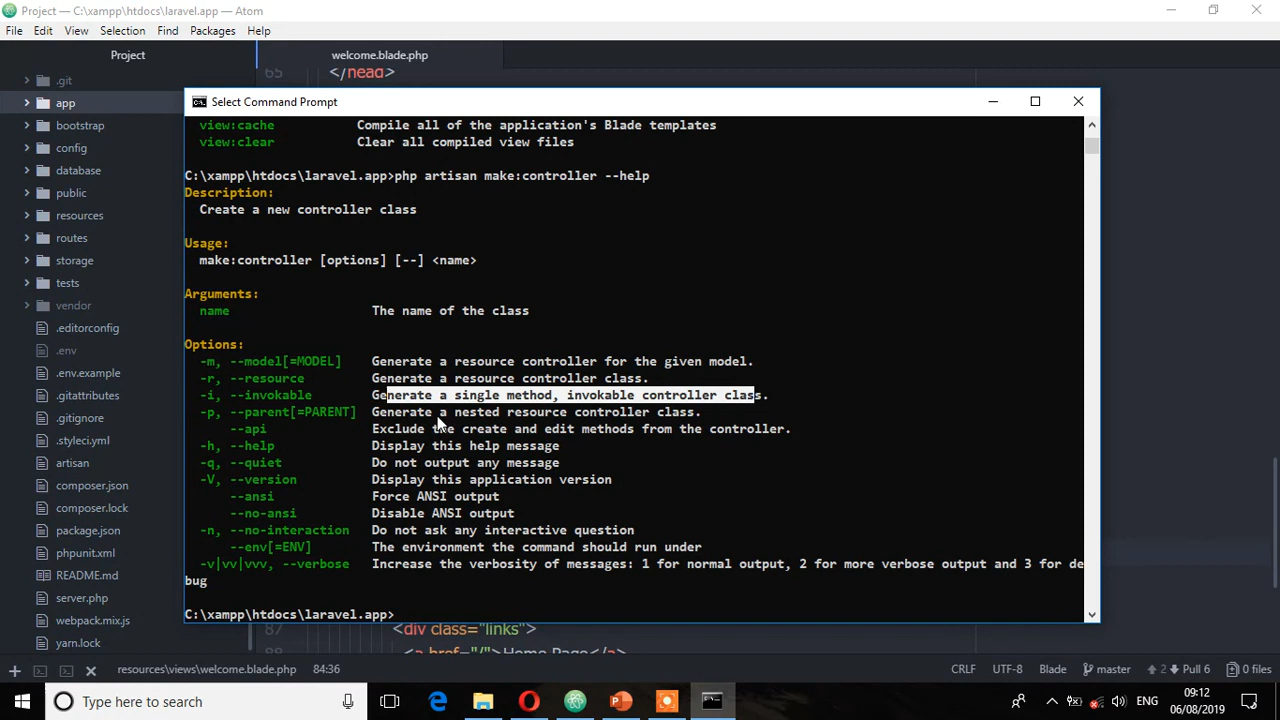 Project — C:\xampp\htdocs\laravel.app — Atom
File Edit View Selection Find Packages Help
Project
welcome.blade.php
.git
app
bootstrap
config
database
public
resources
routes
storage
tests
vendor
.editorconfig
.env
.env.example
.gitattributes
.gitignore
.styleci.yml
artisan
composer.json
composer.lock
package.json
phpunit.xml
README.md
server.php
webpack.mix.js
yarn.lock
65 </head>
Select Command Prompt
view:cache Compile all of the application's Blade templates
view:clear Clear all compiled view files
C:\xampp\htdocs\laravel.app>php artisan make:controller --help
Description:
Create a new controller class
Usage:
make:controller [options] [--] <name>
Arguments:
name The name of the class
Options:
-m, --model[=MODEL] Generate a resource controller for the given model.
-r, --resource Generate a resource controller class.
-i, --invokable Generate a single method, invokable controller class.
-p, --parent[=PARENT] Generate a nested resource controller class.
--api Exclude the create and edit methods from the controller.
-h, --help Display this help message
-q, --quiet Do not output any message
-V, --version Display this application version
--ansi Force ANSI output
--no-ansi Disable ANSI output
-n, --no-interaction Do not ask any interactive question
--env[=ENV] The environment the command should run under
-v|vv|vvv, --verbose Increase the verbosity of messages: 1 for normal output, 2 for more verbose output and 3 for de
bug
C:\xampp\htdocs\laravel.app>
87 <div class="links">
88 <a href="/">Home Page</a>
resources\views\welcome.blade.php 84:36 CRLF UTF-8 Blade master 2 Pull 6 0 files
Type here to search
ENG
09:12
06/08/2019